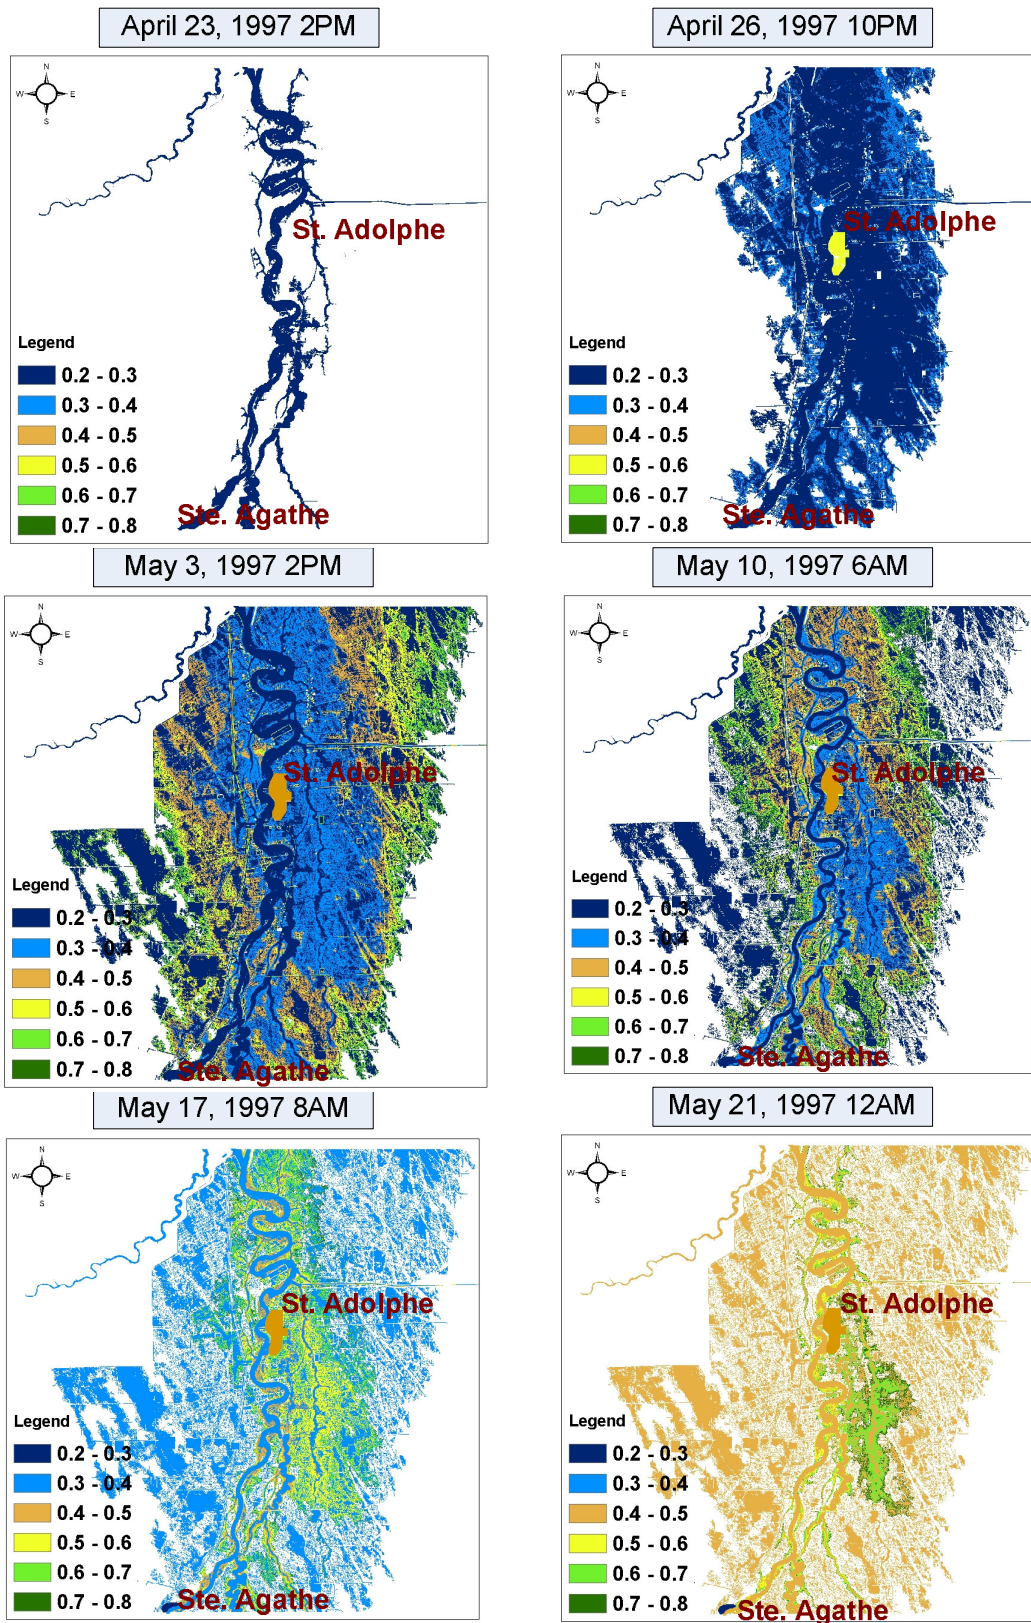 April 23, 1997 2PM
N
W E
S
St. Adolphe
Legend
0.2 - 0.3
0.3 - 0.4
0.4 - 0.5
0.5 - 0.6
0.6 - 0.7
0.7 - 0.8
Ste. Agathe
April 26, 1997 10PM
N
W E
S
St. Adolphe
Legend
0.2 - 0.3
0.3 - 0.4
0.4 - 0.5
0.5 - 0.6
0.6 - 0.7
0.7 - 0.8
Ste. Agathe
May 3, 1997 2PM
N
W E
S
St. Adolphe
Legend
0.2 - 0.3
0.3 - 0.4
0.4 - 0.5
0.5 - 0.6
0.6 - 0.7
0.7 - 0.8
Ste. Agathe
May 10, 1997 6AM
N
W E
S
St. Adolphe
Legend
0.2 - 0.3
0.3 - 0.4
0.4 - 0.5
0.5 - 0.6
0.6 - 0.7
0.7 - 0.8
Ste. Agathe
May 17, 1997 8AM
N
W E
S
St. Adolphe
Legend
0.2 - 0.3
0.3 - 0.4
0.4 - 0.5
0.5 - 0.6
0.6 - 0.7
0.7 - 0.8
Ste. Agathe
May 21, 1997 12AM
N
W E
S
St. Adolphe
Legend
0.2 - 0.3
0.3 - 0.4
0.4 - 0.5
0.5 - 0.6
0.6 - 0.7
0.7 - 0.8
Ste. Agathe